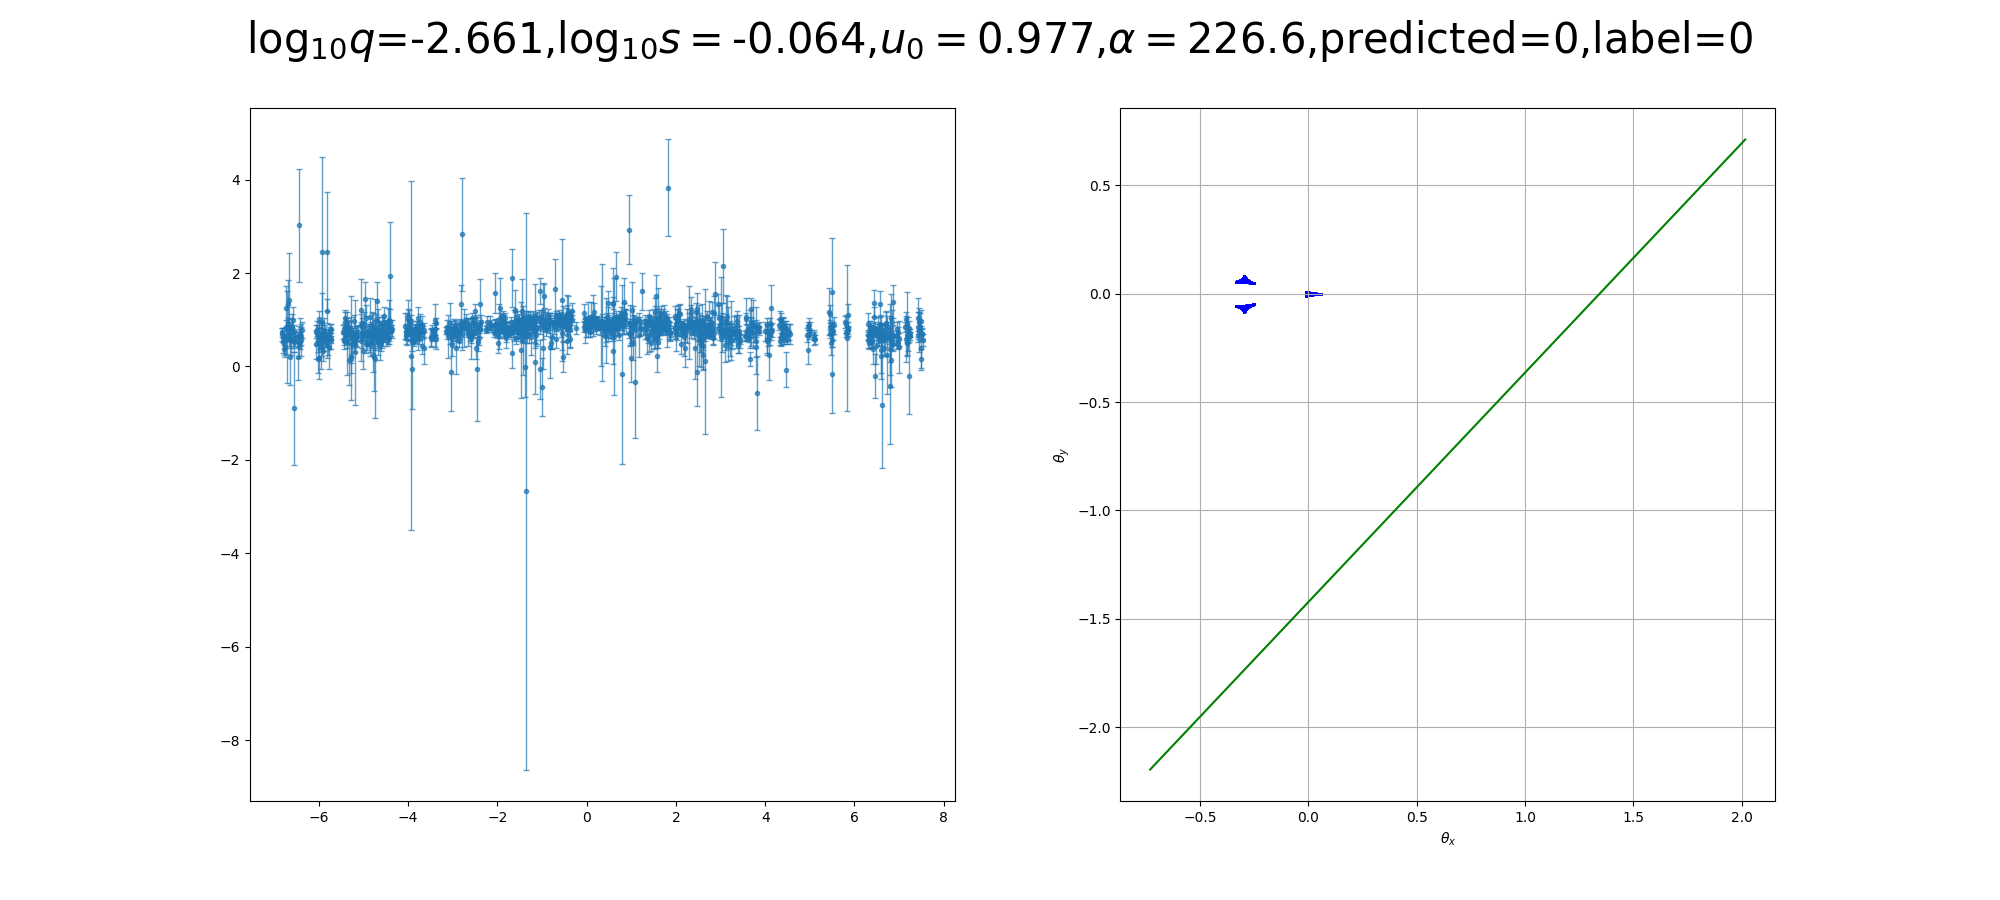 log₁₀q=-2.661,log₁₀s = -0.064,u₀ = 0.977,α = 226.6,predicted=0,label=0
4
2
0
−2
−4
−6
−8
−6 −4 −2 0 2 4 6 8
0.5
0.0
−0.5
−1.0
−1.5
−2.0
θy
−0.5 0.0 0.5 1.0 1.5 2.0
θx